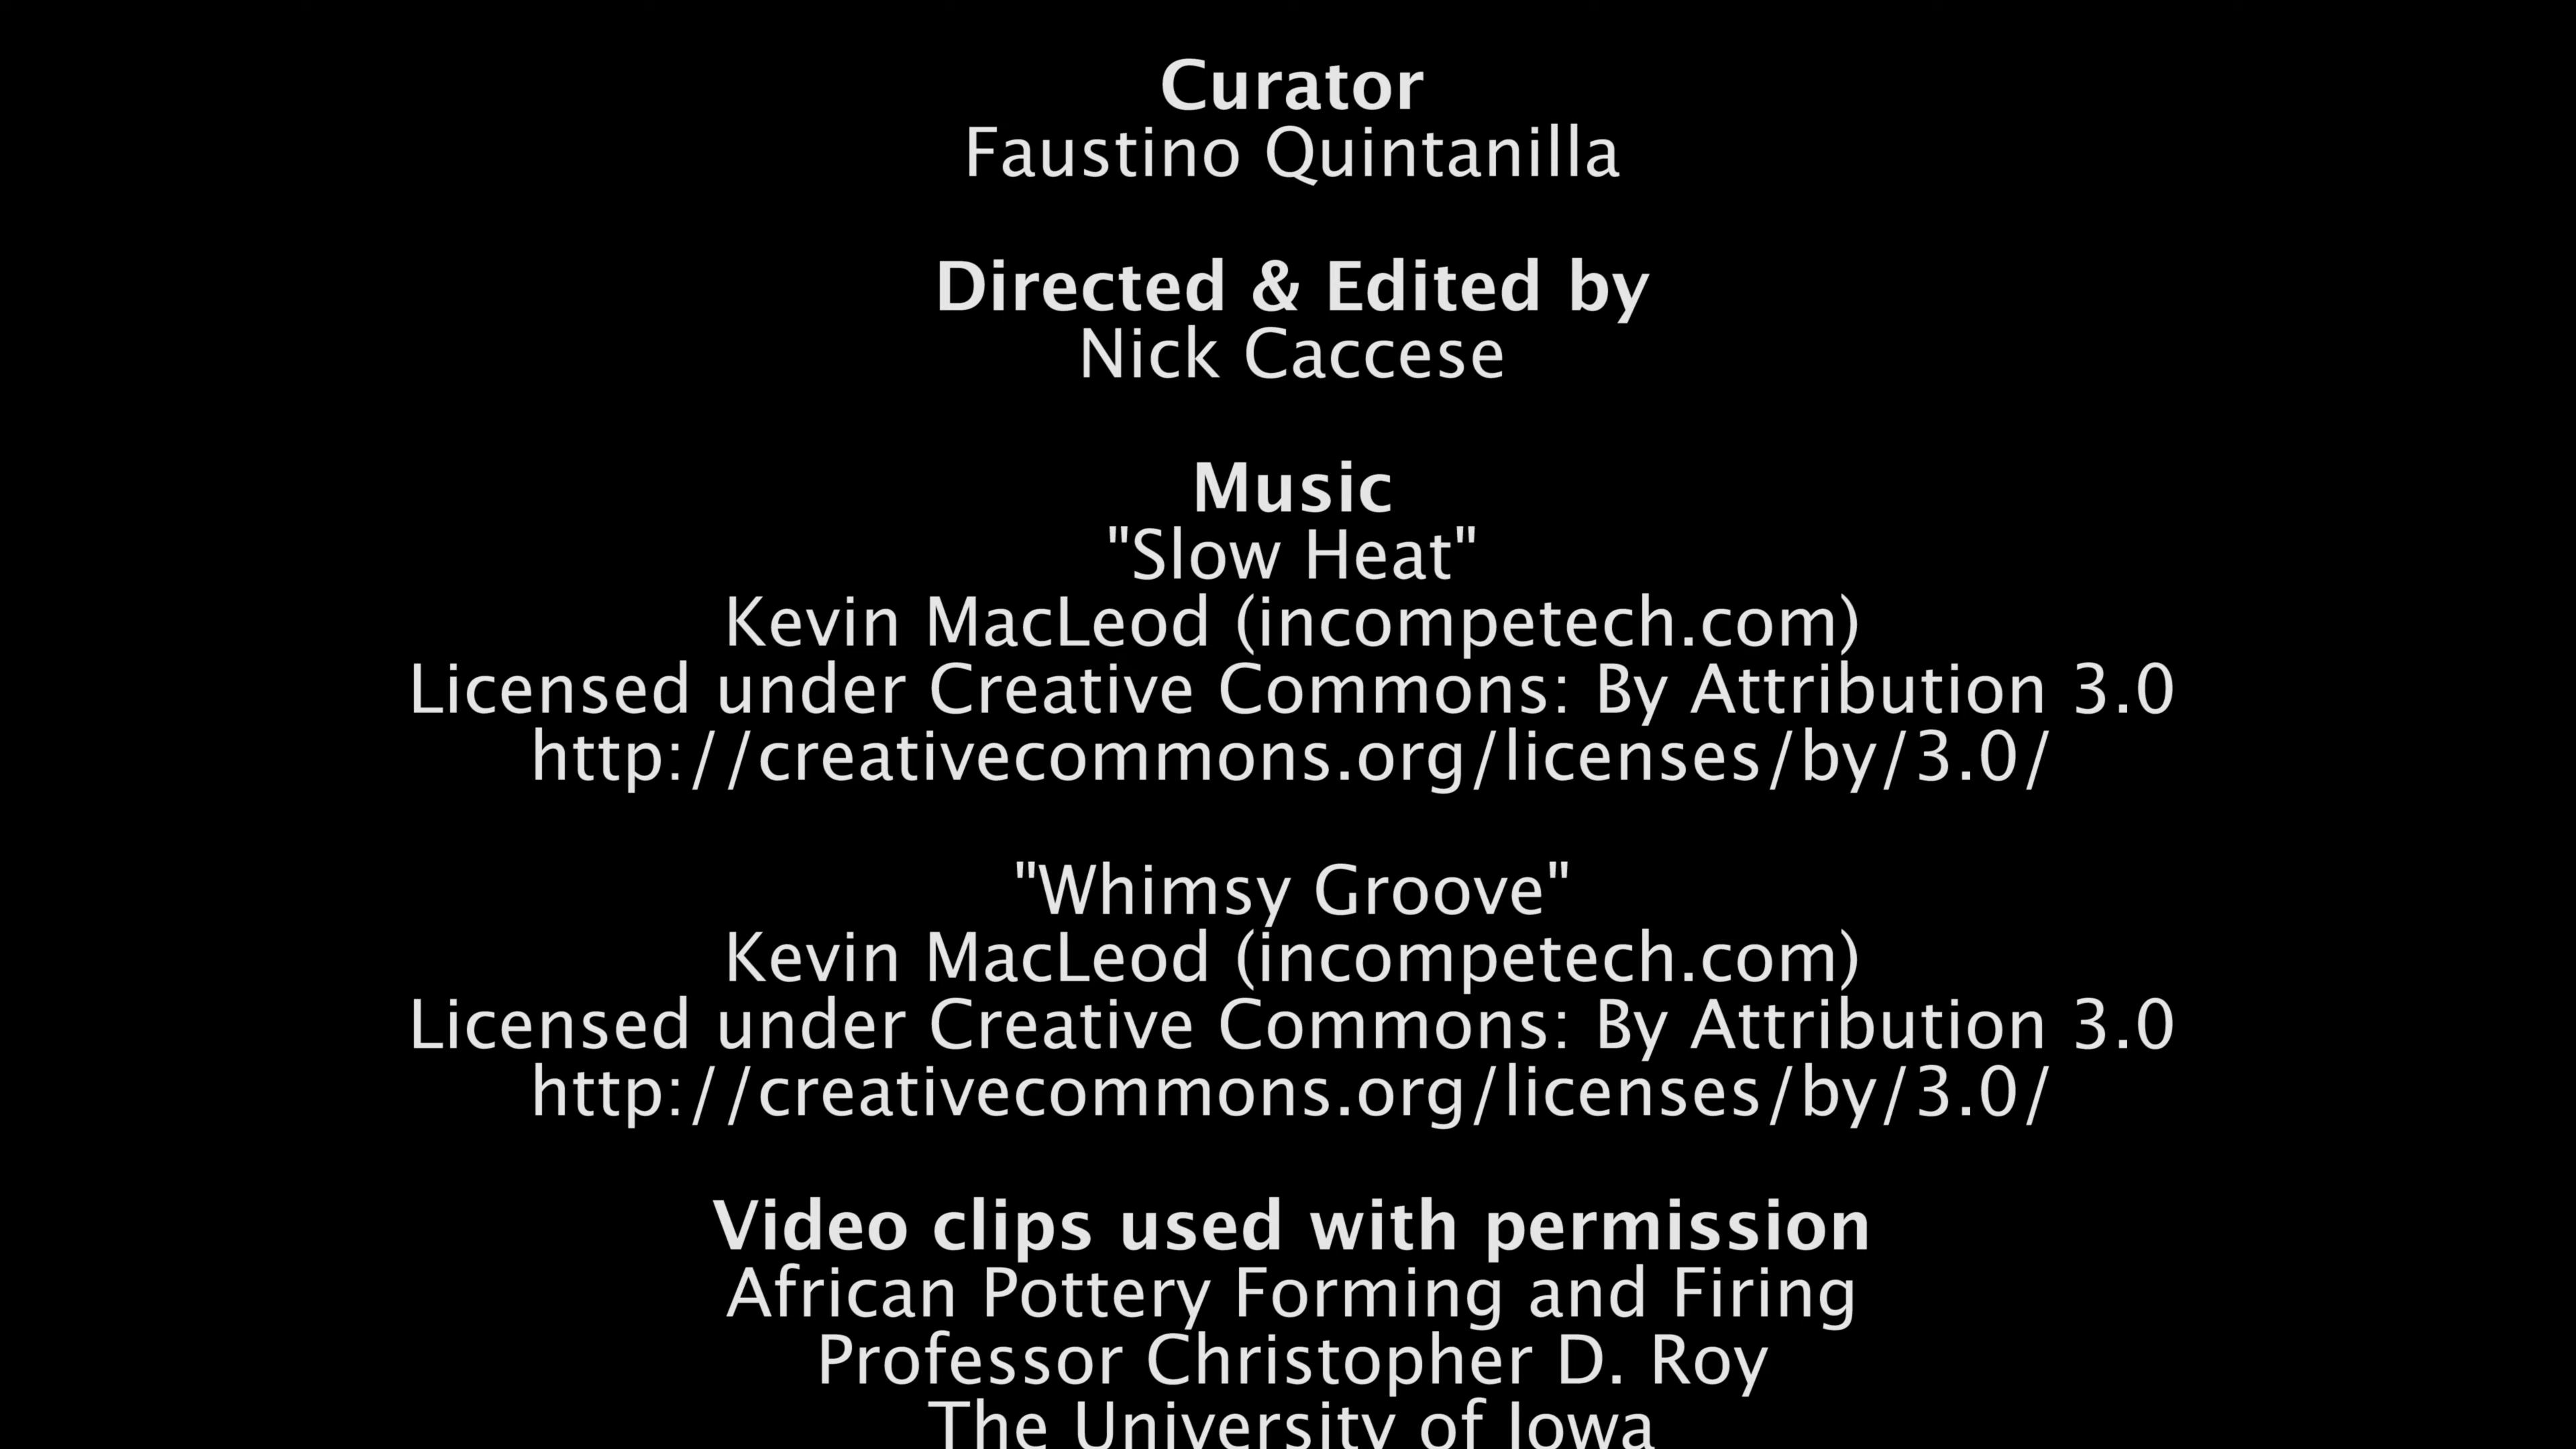 Curator
Faustino Quintanilla
Directed & Edited by
Nick Caccese
Music
"Slow Heat"
Kevin MacLeod (incompetech.com)
Licensed under Creative Commons: By Attribution 3.0
http://creativecommons.org/licenses/by/3.0/
"Whimsy Groove"
Kevin MacLeod (incompetech.com)
Licensed under Creative Commons: By Attribution 3.0
http://creativecommons.org/licenses/by/3.0/
Video clips used with permission
African Pottery Forming and Firing
Professor Christopher D. Roy
The University of Iowa